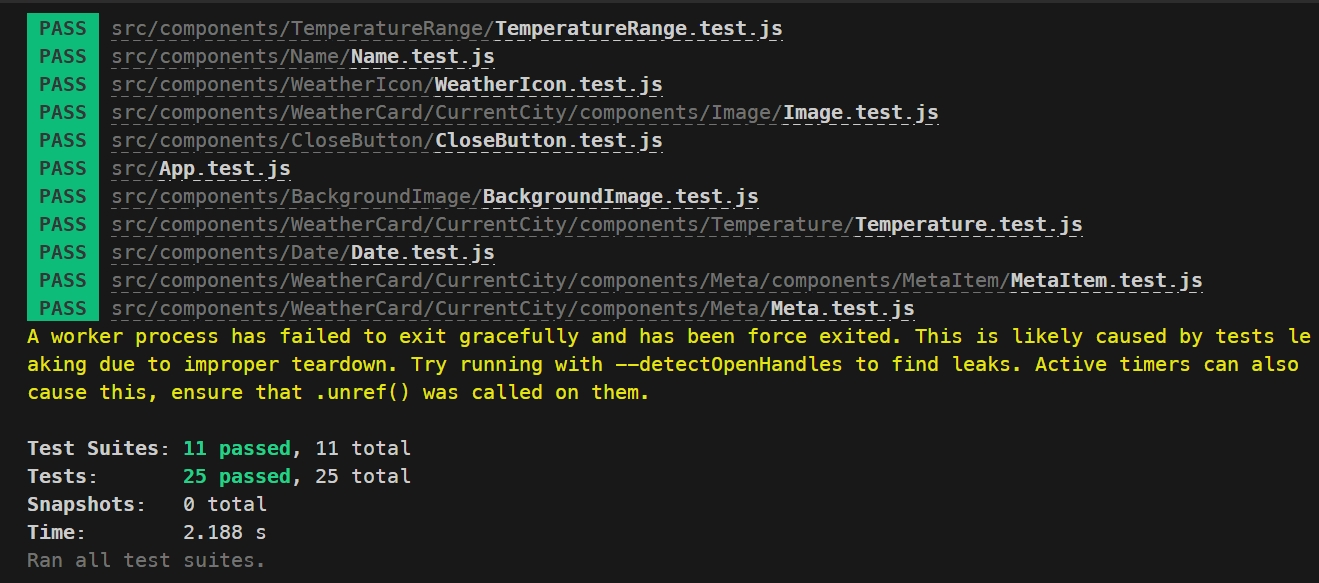 PASS src/components/TemperatureRange/TemperatureRange.test.js
PASS src/components/Name/Name.test.js
PASS src/components/WeatherIcon/WeatherIcon.test.js
PASS src/components/WeatherCard/CurrentCity/components/Image/Image.test.js
PASS src/components/CloseButton/CloseButton.test.js
PASS src/App.test.js
PASS src/components/BackgroundImage/BackgroundImage.test.js
PASS src/components/WeatherCard/CurrentCity/components/Temperature/Temperature.test.js
PASS src/components/Date/Date.test.js
PASS src/components/WeatherCard/CurrentCity/components/Meta/components/MetaItem/MetaItem.test.js
PASS src/components/WeatherCard/CurrentCity/components/Meta/Meta.test.js
A worker process has failed to exit gracefully and has been force exited. This is likely caused by tests le
aking due to improper teardown. Try running with --detectOpenHandles to find leaks. Active timers can also
cause this, ensure that .unref() was called on them.
Test Suites: 11 passed, 11 total
Tests: 25 passed, 25 total
Snapshots: 0 total
Time: 2.188 s
Ran all test suites.